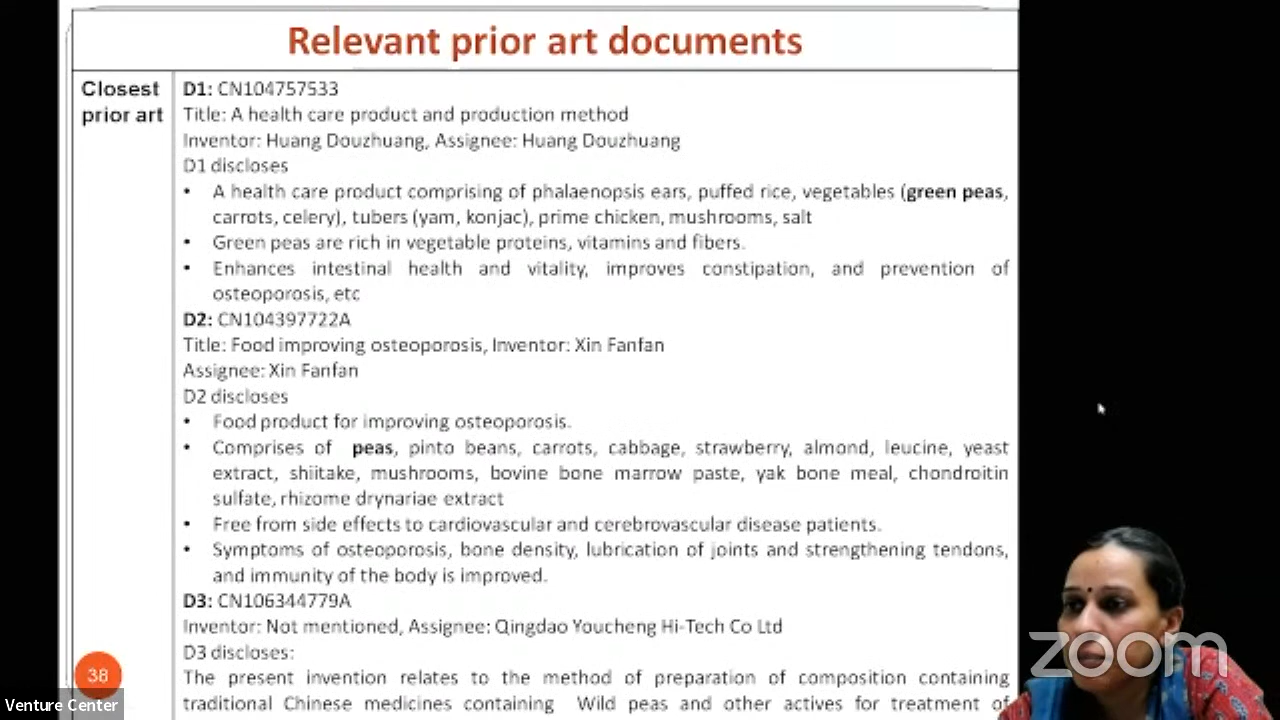 Relevant prior art documents
Closest prior art
D1: CN104757533
Title: A health care product and production method
Inventor: Huang Douzhuang, Assignee: Huang Douzhuang
D1 discloses
• A health care product comprising of phalaenopsis ears, puffed rice, vegetables (green peas,
carrots, celery), tubers (yam, konjac), prime chicken, mushrooms, salt
• Green peas are rich in vegetable proteins, vitamins and fibers.
• Enhances intestinal health and vitality, improves constipation, and prevention of
osteoporosis, etc
D2: CN104397722A
Title: Food improving osteoporosis, Inventor: Xin Fanfan
Assignee: Xin Fanfan
D2 discloses
• Food product for improving osteoporosis.
• Comprises of peas, pinto beans, carrots, cabbage, strawberry, almond, leucine, yeast
extract, shiitake, mushrooms, bovine bone marrow paste, yak bone meal, chondroitin
sulfate, rhizome drynariae extract
• Free from side effects to cardiovascular and cerebrovascular disease patients.
• Symptoms of osteoporosis, bone density, lubrication of joints and strengthening tendons,
and immunity of the body is improved.
D3: CN106344779A
Inventor: Not mentioned, Assignee: Qingdao Youcheng Hi-Tech Co Ltd
D3 discloses:
The present invention relates to the method of preparation of composition containing
traditional Chinese medicines containing Wild peas and other actives for treatment of
38
Venture Center
zoom